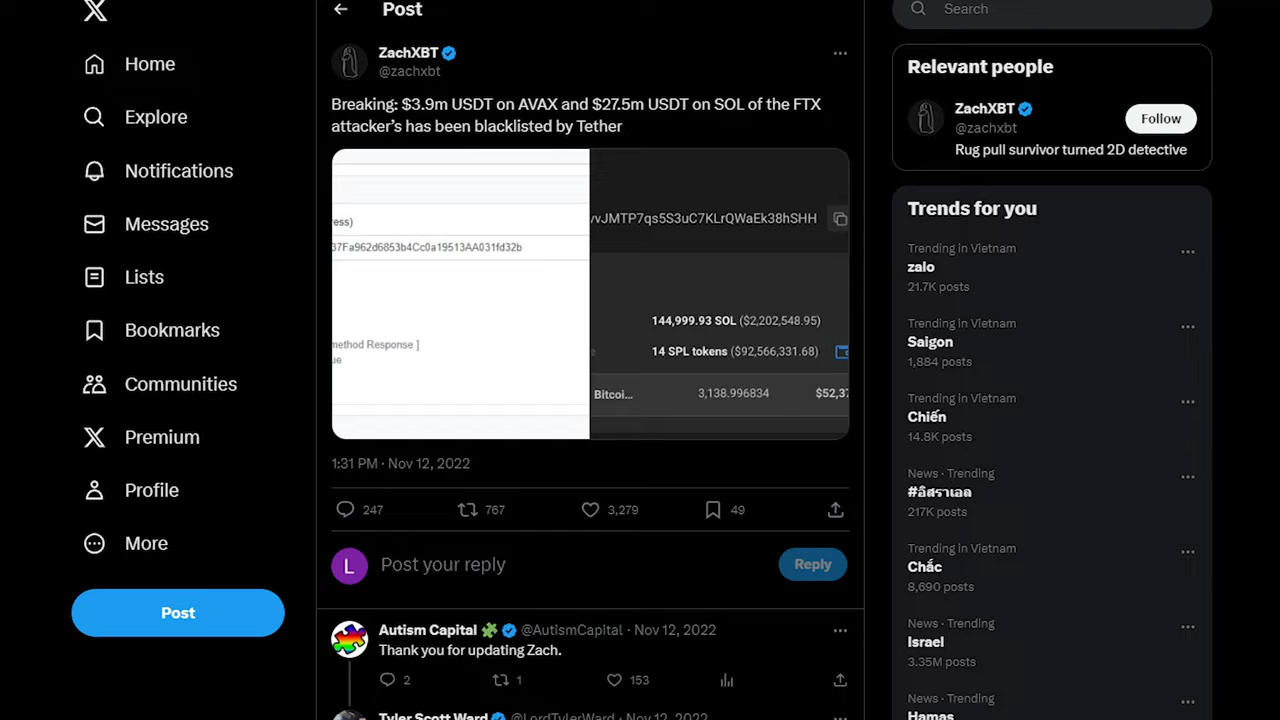 Home
Explore
Notifications
Messages
Lists
Bookmarks
Communities
Premium
Profile
More
Post
Post
ZachXBT
@zachxbt
Breaking: $3.9m USDT on AVAX and $27.5m USDT on SOL of the FTX
attacker’s has been blacklisted by Tether
ess)
37Fa962d6853b4Cc0a19513AA031fd32b
method Response ]
ue
vJMTP7qs5S3uC7KLrQWaEk38hSHH
144,999.93 SOL ($2,202,548.95)
14 SPL tokens ($92,566,331.68)
Bitcoi... 3,138.996834 $52,37
1:31 PM · Nov 12, 2022
247 767 3,279 49
L Post your reply Reply
Autism Capital @AutismCapital · Nov 12, 2022
Thank you for updating Zach.
2 1 153
Tyler Scott Ward @LordTylerWard · Nov 12, 2022
Search
Relevant people
ZachXBT
@zachxbt
Follow
Rug pull survivor turned 2D detective
Trends for you
Trending in Vietnam
zalo
21.7K posts
Trending in Vietnam
Saigon
1,884 posts
Trending in Vietnam
Chiến
14.8K posts
News · Trending
#อิสราเอล
217K posts
Trending in Vietnam
Chắc
8,690 posts
News · Trending
Israel
3.35M posts
News · Trending
Hamas